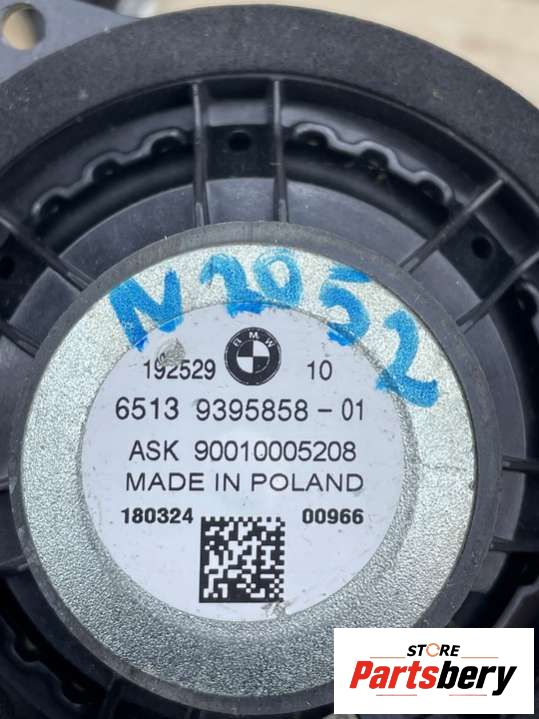 N2052
BMW
192529 10
6513 9395858-01
ASK 90010005208
MADE IN POLAND
180324 00966
STORE
Partsbery